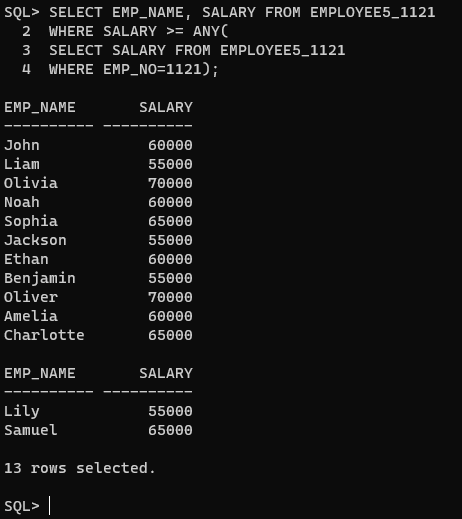 SQL> SELECT EMP_NAME, SALARY FROM EMPLOYEE5_1121
  2  WHERE SALARY >= ANY(
  3  SELECT SALARY FROM EMPLOYEE5_1121
  4  WHERE EMP_NO=1121);

EMP_NAME       SALARY
---------- ----------
John            60000
Liam            55000
Olivia          70000
Noah            60000
Sophia          65000
Jackson         55000
Ethan           60000
Benjamin        55000
Oliver          70000
Amelia          60000
Charlotte       65000

EMP_NAME       SALARY
---------- ----------
Lily            55000
Samuel          65000

13 rows selected.

SQL>